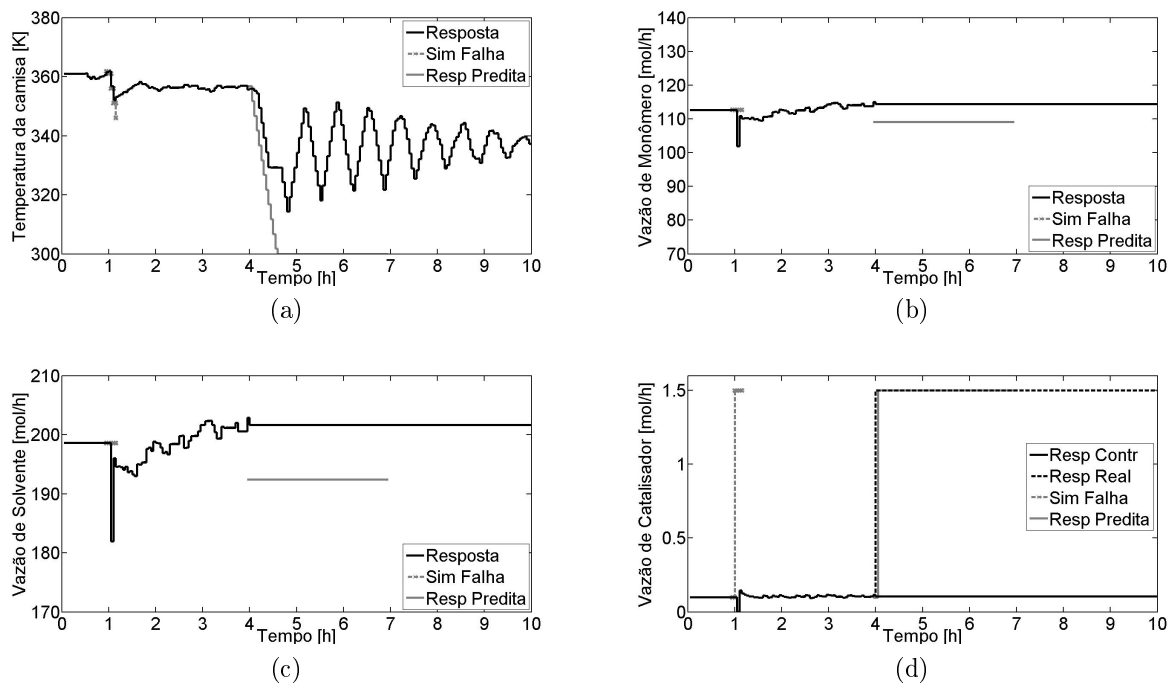 380
360
340
320
300
Temperatura da camisa [K]
Resposta
Sim Falha
Resp Predita
0 1 2 3 4 5 6 7 8 9 10
Tempo [h]
(a)
140
130
120
110
100
90
80
70
Vazão de Monômero [mol/h]
Resposta
Sim Falha
Resp Predita
0 1 2 3 4 5 6 7 8 9 10
Tempo [h]
(b)
210
200
190
180
170
Vazão de Solvente [mol/h]
Resposta
Sim Falha
Resp Predita
0 1 2 3 4 5 6 7 8 9 10
Tempo [h]
(c)
1.5
1
0.5
0
Vazão de Catalisador [mol/h]
Resp Contr
Resp Real
Sim Falha
Resp Predita
0 1 2 3 4 5 6 7 8 9 10
Tempo [h]
(d)